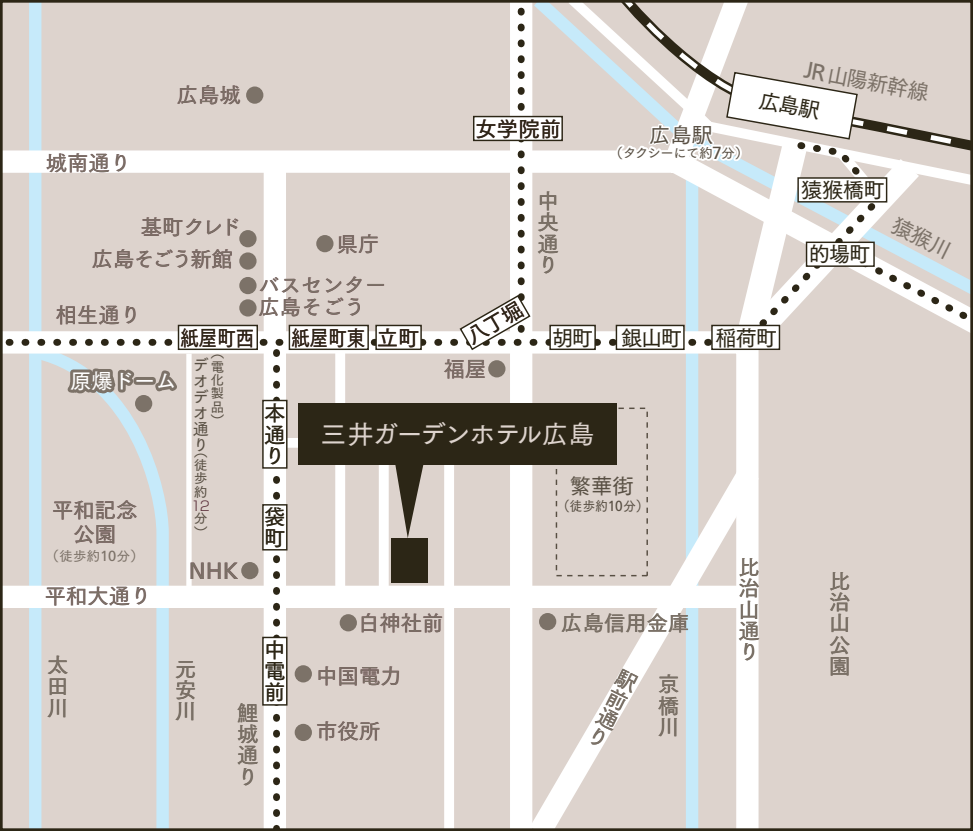 JR山陽新幹線
広島駅
広島城
女学院前
広島駅
(タクシーにて約7分)
城南通り
猿猴橋町
中央通り
基町クレド
猿猴川
県庁
的場町
広島そごう新館
バスセンター
広島そごう
相生通り
八丁堀
紙屋町西
紙屋町東
立町
胡町
銀山町
稲荷町
福屋
原爆ドーム
(電化製品)
デオデオ通り(徒歩約12分)
本通り
三井ガーデンホテル広島
繁華街
(徒歩約10分)
平和記念
公園
(徒歩約10分)
袋町
NHK
平和大通り
比治山通り
比治山公園
白神社前
広島信用金庫
太田川
元安川
中電前
中国電力
駅前通り
京橋川
鯉城通り
市役所